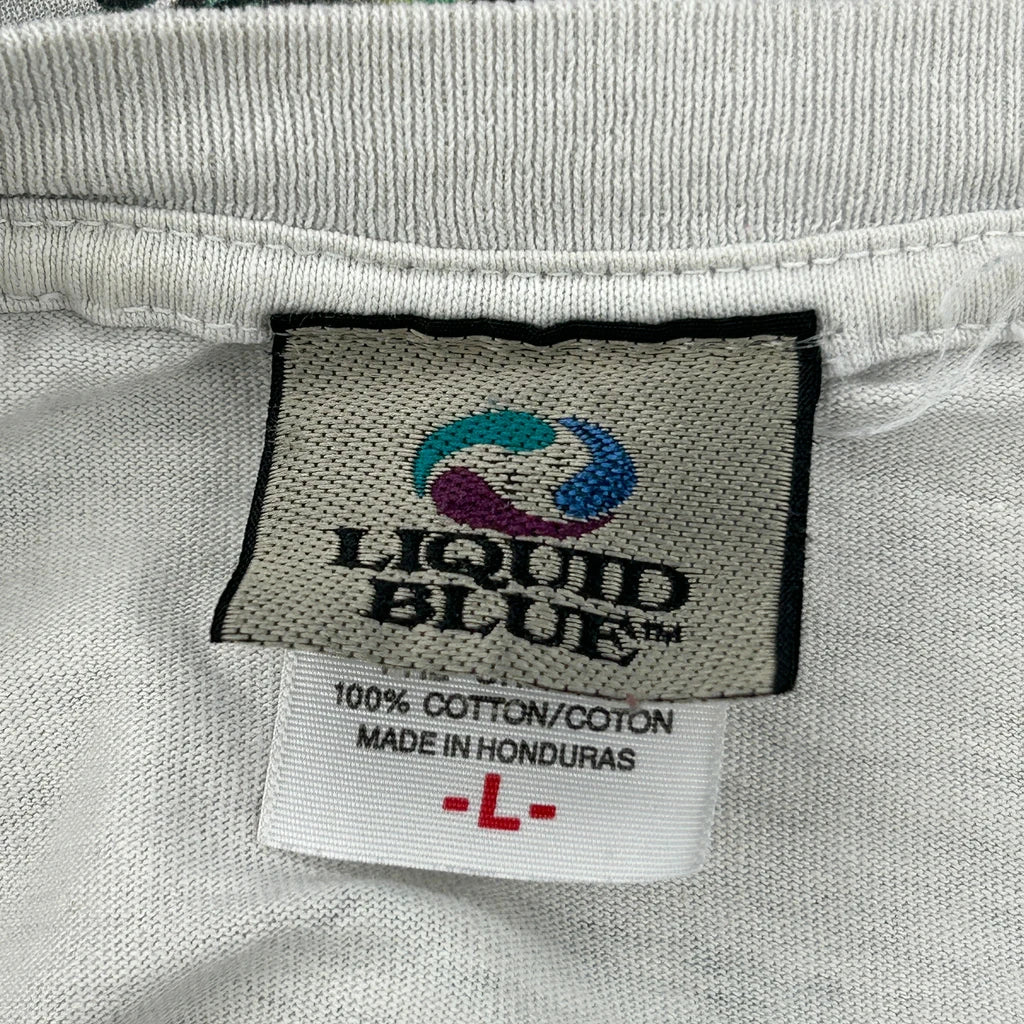 LIQUID
BLUE™
100% COTTON/COTON
MADE IN HONDURAS
-L-